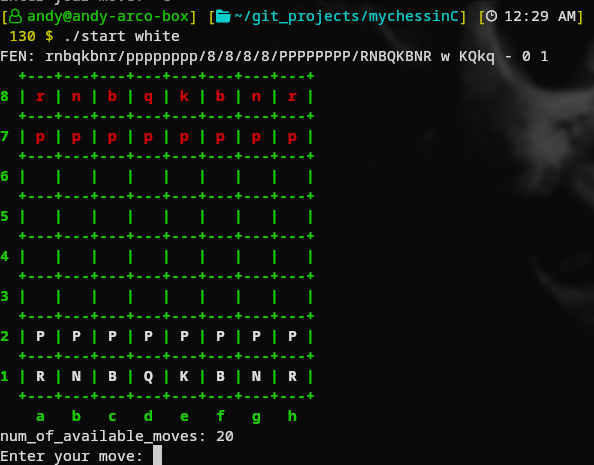 [andy@andy-arco-box] [~/git_projects/mychessinC] [12:29 AM]
130 $ ./start white
FEN: rnbqkbnr/pppppppp/8/8/8/8/PPPPPPPP/RNBQKBNR w KQkq - 0 1
  +---+---+---+---+---+---+---+---+
8 | r | n | b | q | k | b | n | r |
  +---+---+---+---+---+---+---+---+
7 | p | p | p | p | p | p | p | p |
  +---+---+---+---+---+---+---+---+
6 |   |   |   |   |   |   |   |   |
  +---+---+---+---+---+---+---+---+
5 |   |   |   |   |   |   |   |   |
  +---+---+---+---+---+---+---+---+
4 |   |   |   |   |   |   |   |   |
  +---+---+---+---+---+---+---+---+
3 |   |   |   |   |   |   |   |   |
  +---+---+---+---+---+---+---+---+
2 | P | P | P | P | P | P | P | P |
  +---+---+---+---+---+---+---+---+
1 | R | N | B | Q | K | B | N | R |
  +---+---+---+---+---+---+---+---+
    a   b   c   d   e   f   g   h
num_of_available_moves: 20
Enter your move: